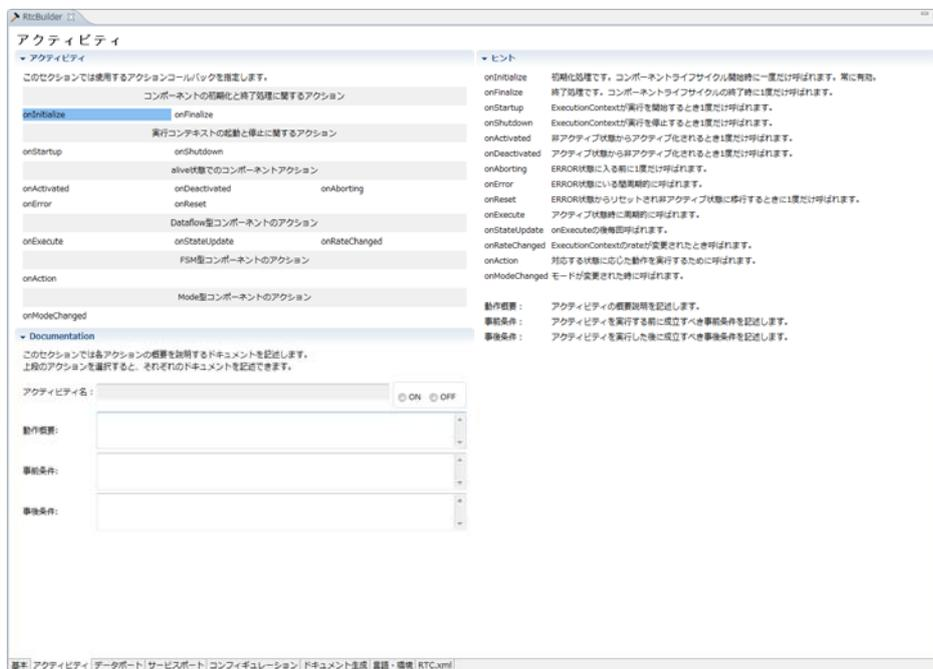 RtcBuilder
アクティビティ
アクティビティ
このセクションでは使用するアクションコールバックを指定します。
コンポーネントの初期化と終了処理に関するアクション
onInitialize onFinalize
実行コンテキストの起動と停止に関するアクション
onStartup onShutdown
alive状態でのコンポーネントアクション
onActivated onDeactivated onAborting
onError onReset
Dataflow型コンポーネントのアクション
onExecute onStateUpdate onRateChanged
FSM型コンポーネントのアクション
onAction
Mode型コンポーネントのアクション
onModeChanged
Documentation
このセクションでは各アクションの概要を説明するドキュメントを記述します。
上段のアクションを選択すると、それぞれのドキュメントを記述できます。
アクティビティ名：
ON OFF
動作概要:
事前条件:
事後条件:
ヒント
onInitialize 初期化処理です。コンポーネントライフサイクル開始時に一度だけ呼ばれます。常に有効。
onFinalize 終了処理です。コンポーネントライフサイクルの終了時に1度だけ呼ばれます。
onStartup ExecutionContextが実行を開始するとき1度だけ呼ばれます。
onShutdown ExecutionContextが実行を停止するとき1度だけ呼ばれます。
onActivated 非アクティブ状態からアクティブ化されるとき1度だけ呼ばれます。
onDeactivated アクティブ状態から非アクティブ化されるとき1度だけ呼ばれます。
onAborting ERROR状態に入る前に1度だけ呼ばれます。
onError ERROR状態にいる間周期的に呼ばれます。
onReset ERROR状態からリセットされ非アクティブ状態に移行するときに1度だけ呼ばれます。
onExecute アクティブ状態時に周期的に呼ばれます。
onStateUpdate onExecuteの後毎回呼ばれます。
onRateChanged ExecutionContextのrateが変更されたとき呼ばれます。
onAction 対応する状態に応じた動作を実行するために呼ばれます。
onModeChanged モードが変更された時に呼ばれます。
動作概要： アクティビティの概要説明を記述します。
事前条件： アクティビティを実行する前に成立すべき事前条件を記述します。
事後条件： アクティビティを実行した後に成立すべき事後条件を記述します。
基本 アクティビティ データポート サービスポート コンフィギュレーション ドキュメント生成 言語・環境 RTC.xml